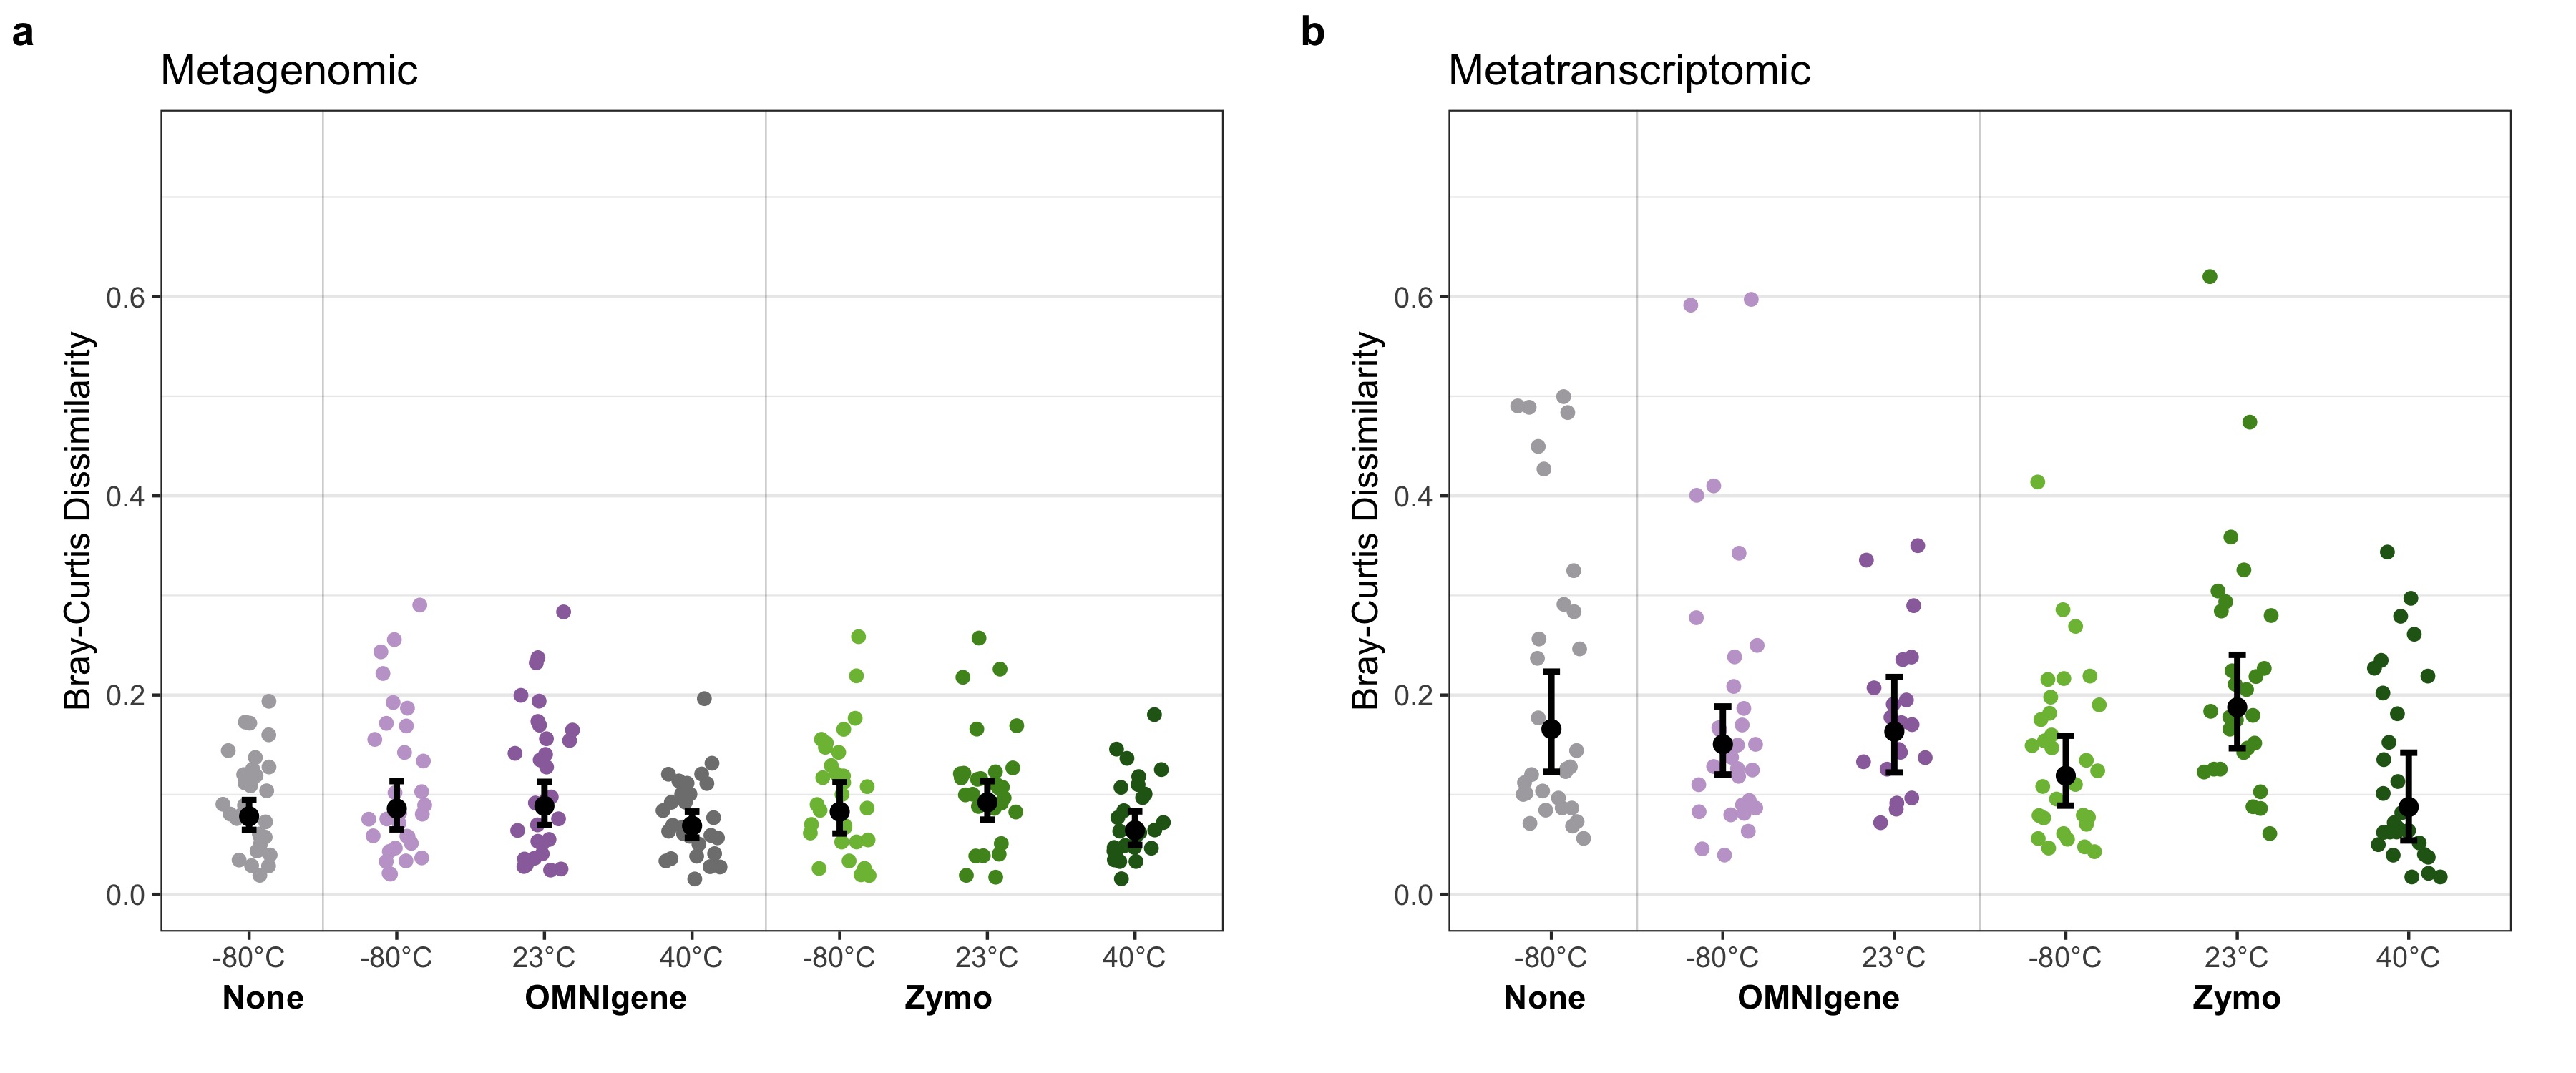 a
Metagenomic
Bray-Curtis Dissimilarity
0.6
0.4
0.2
0.0
-80°C -80°C 23°C 40°C -80°C 23°C 40°C
None OMNIgene Zymo
b
Metatranscriptomic
Bray-Curtis Dissimilarity
0.6
0.4
0.2
0.0
-80°C -80°C 23°C -80°C 23°C 40°C
None OMNIgene Zymo